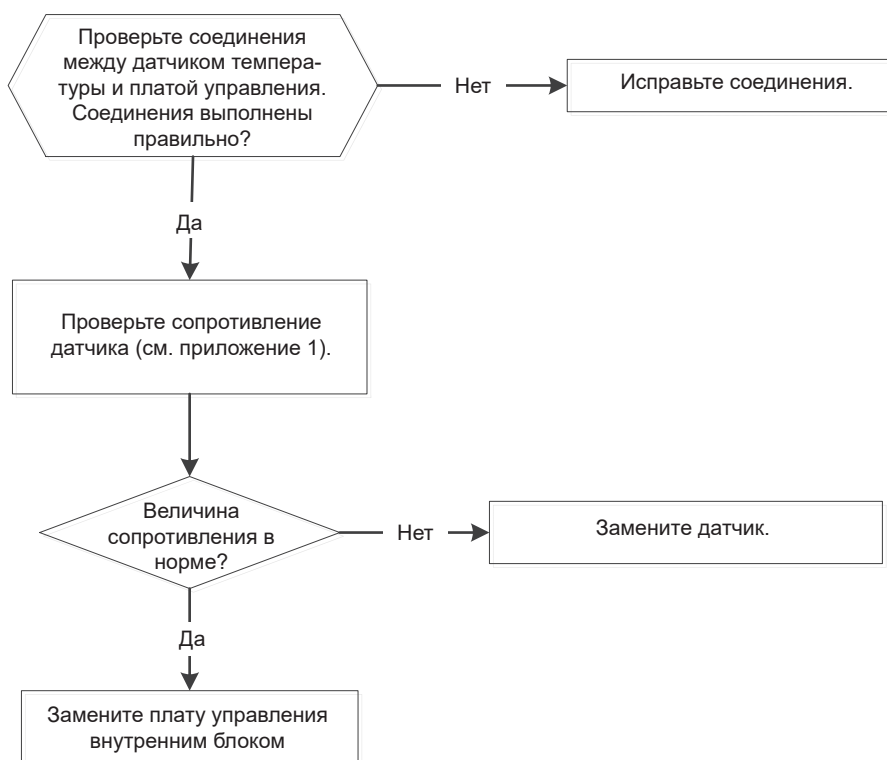 Проверьте соединения
между датчиком темпера-
туры и платой управления.
Соединения выполнены
правильно?
Нет
Исправьте соединения.
Да
Проверьте сопротивление
датчика (см. приложение 1).
Величина
сопротивления в
норме?
Нет
Замените датчик.
Да
Замените плату управления
внутренним блоком